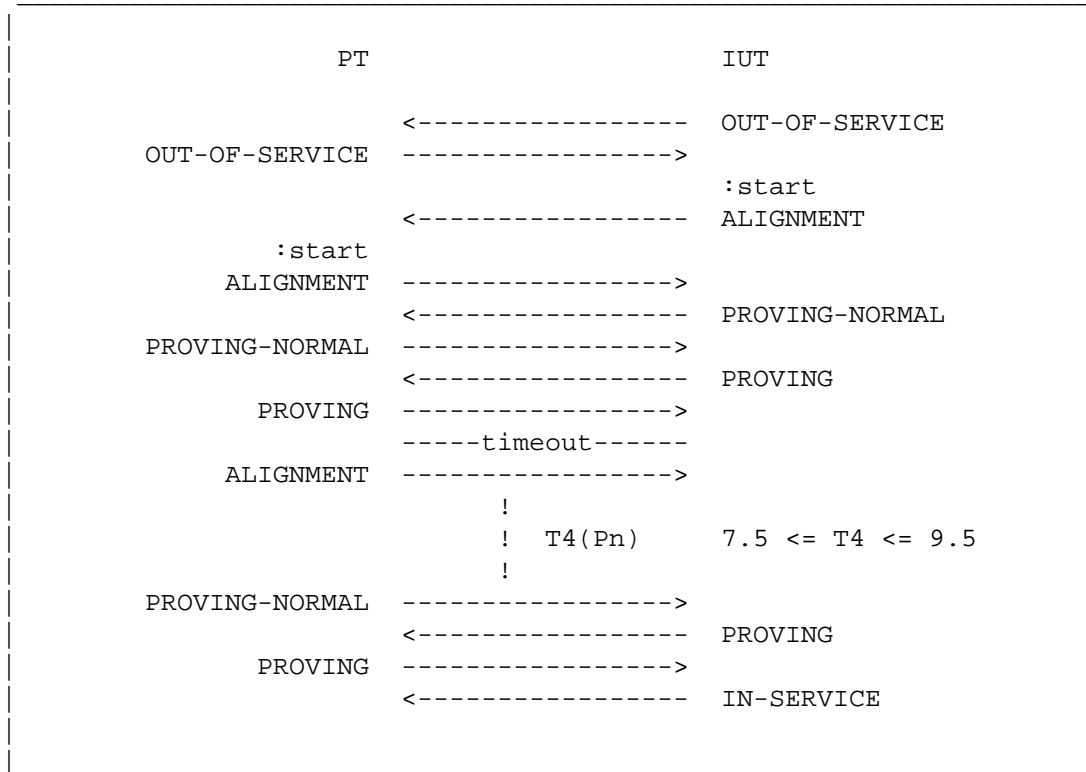 PT IUT
<----------------- OUT-OF-SERVICE
OUT-OF-SERVICE ----------------->
:start
<----------------- ALIGNMENT
:start
ALIGNMENT ----------------->
<----------------- PROVING-NORMAL
PROVING-NORMAL ----------------->
<----------------- PROVING
PROVING ----------------->
-----timeout------
ALIGNMENT ----------------->
!
! T4(Pn) 7.5 <= T4 <= 9.5
!
PROVING-NORMAL ----------------->
<----------------- PROVING
PROVING ----------------->
<----------------- IN-SERVICE